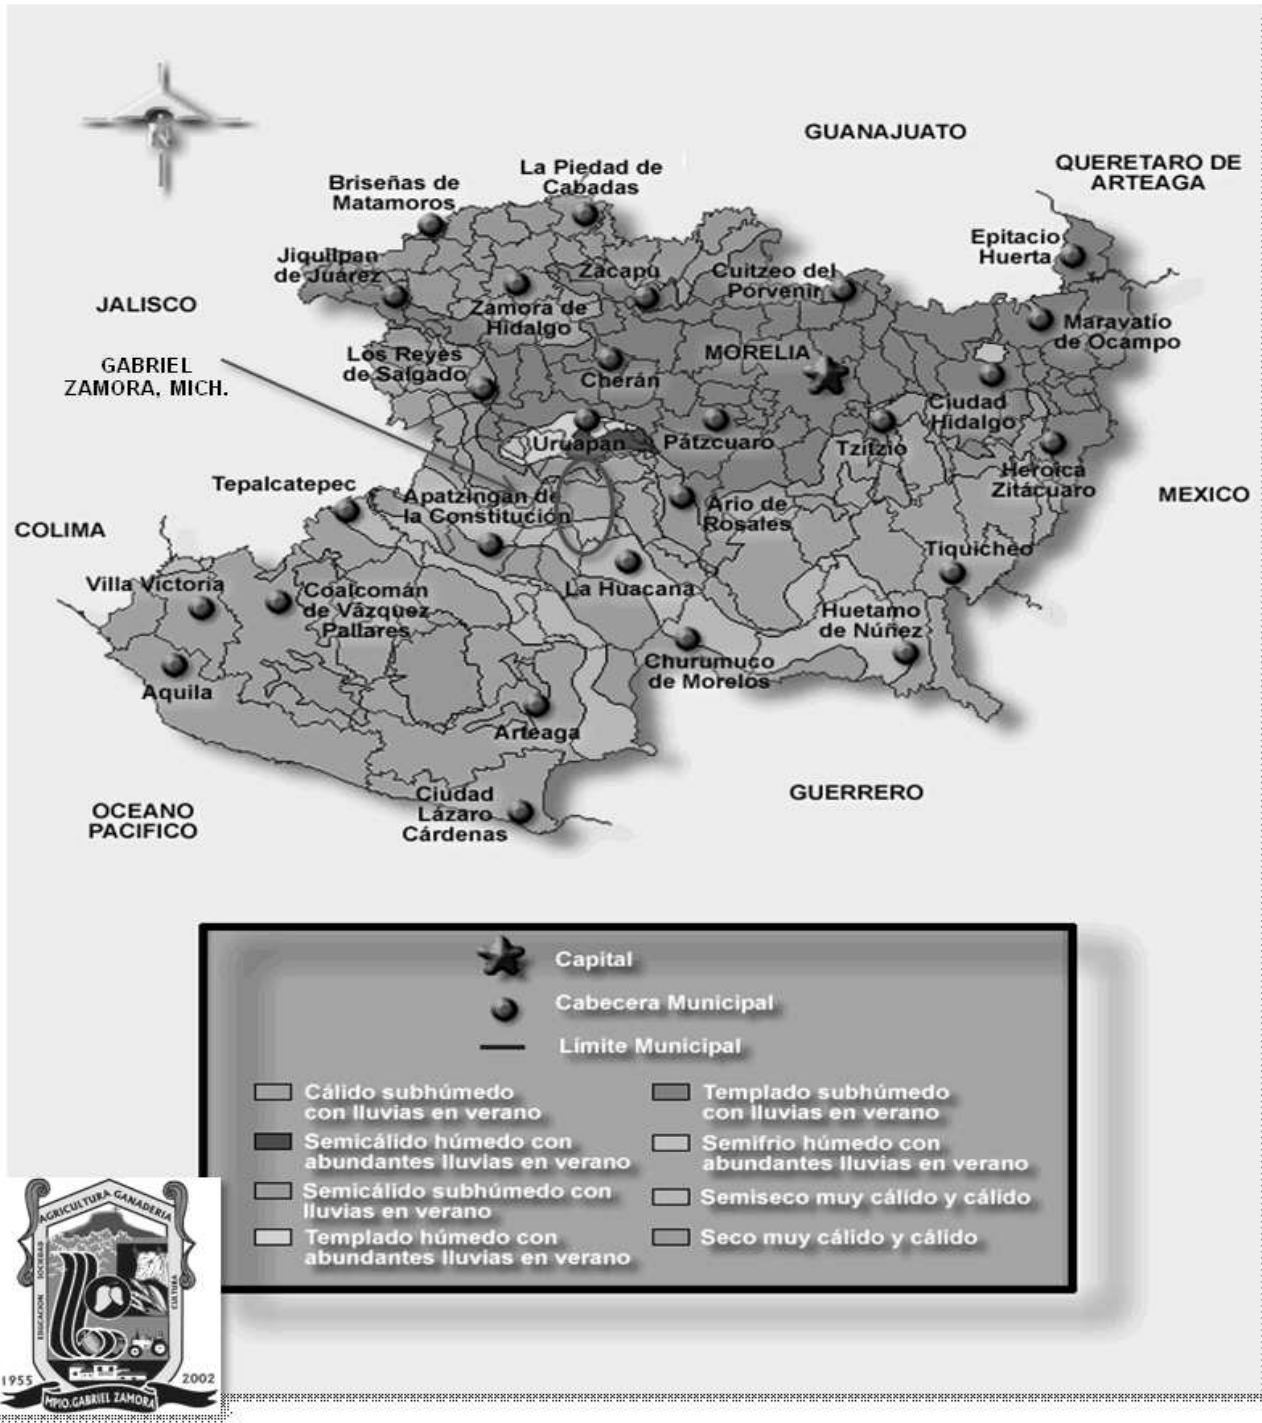 N
GUANAJUATO
QUERETARO DE
ARTEAGA
La Piedad de
Cabadas
Briseñas de
Matamoros
Epitacio
Huerta
Jiquilpan
de Juárez
Zacapu
Cuitzeo del
Porvenir
JALISCO
Zamora de
Hidalgo
Maravatío
de Ocampo
GABRIEL
ZAMORA, MICH.
Los Reyes
de Salgado
MORELIA
Cherán
Ciudad
Hidalgo
Uruapan
Pátzcuaro
Tzitzio
Heroica
Zitácuaro
Tepalcatepec
Apatzingan de
la Constitución
Ario de
Rosales
MEXICO
COLIMA
Tiquicheo
Villa Victoria
Coalcomán
de Vázquez
Pallares
La Huacana
Huetamo
de Núñez
Churumuco
de Morelos
Aquila
Arteaga
GUERRERO
OCEANO
PACIFICO
Ciudad
Lázaro
Cárdenas
Capital
Cabecera Municipal
Límite Municipal
Cálido subhúmedo
con lluvias en verano
Semicálido húmedo con
abundantes lluvias en verano
Semicálido subhúmedo con
lluvias en verano
Templado húmedo con
abundantes lluvias en verano
Templado subhúmedo
con lluvias en verano
Semifrio húmedo con
abundantes lluvias en verano
Semiseco muy cálido y cálido
Seco muy cálido y cálido
AGRICULTURA GANADERIA
EDUCACION SOCIEDAD
CULTURA
1955
2002
MPIO. GABRIEL ZAMORA